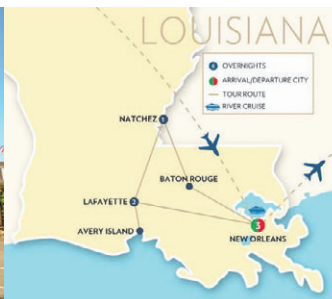 LOUISIANA
4 OVERNIGHTS
ARRIVAL/DEPARTURE CITY
TOUR ROUTE
RIVER CRUISE
NATCHEZ 1
BATON ROUGE
LAFAYETTE 2
AVERY ISLAND
3
NEW ORLEANS